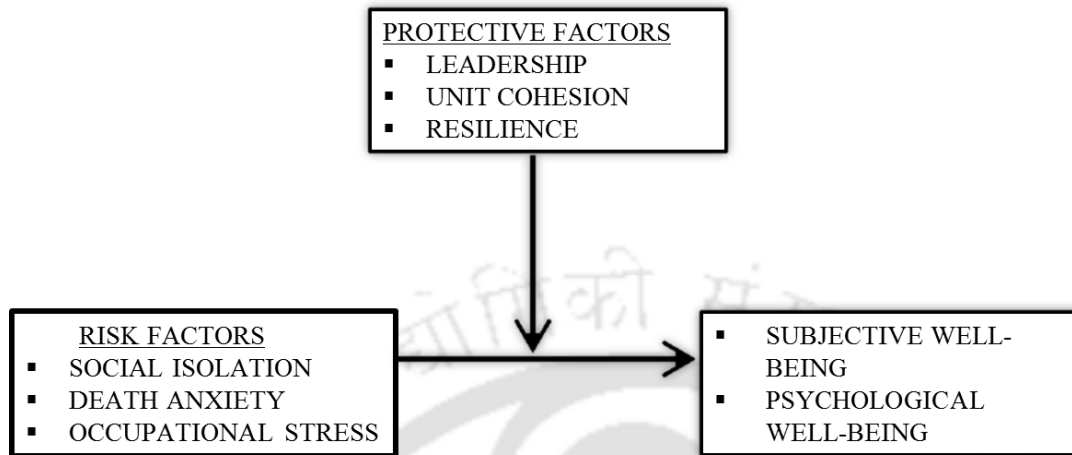 PROTECTIVE FACTORS
▪ LEADERSHIP
▪ UNIT COHESION
▪ RESILIENCE
RISK FACTORS
▪ SOCIAL ISOLATION
▪ DEATH ANXIETY
▪ OCCUPATIONAL STRESS
▪ SUBJECTIVE WELL-
BEING
▪ PSYCHOLOGICAL
WELL-BEING